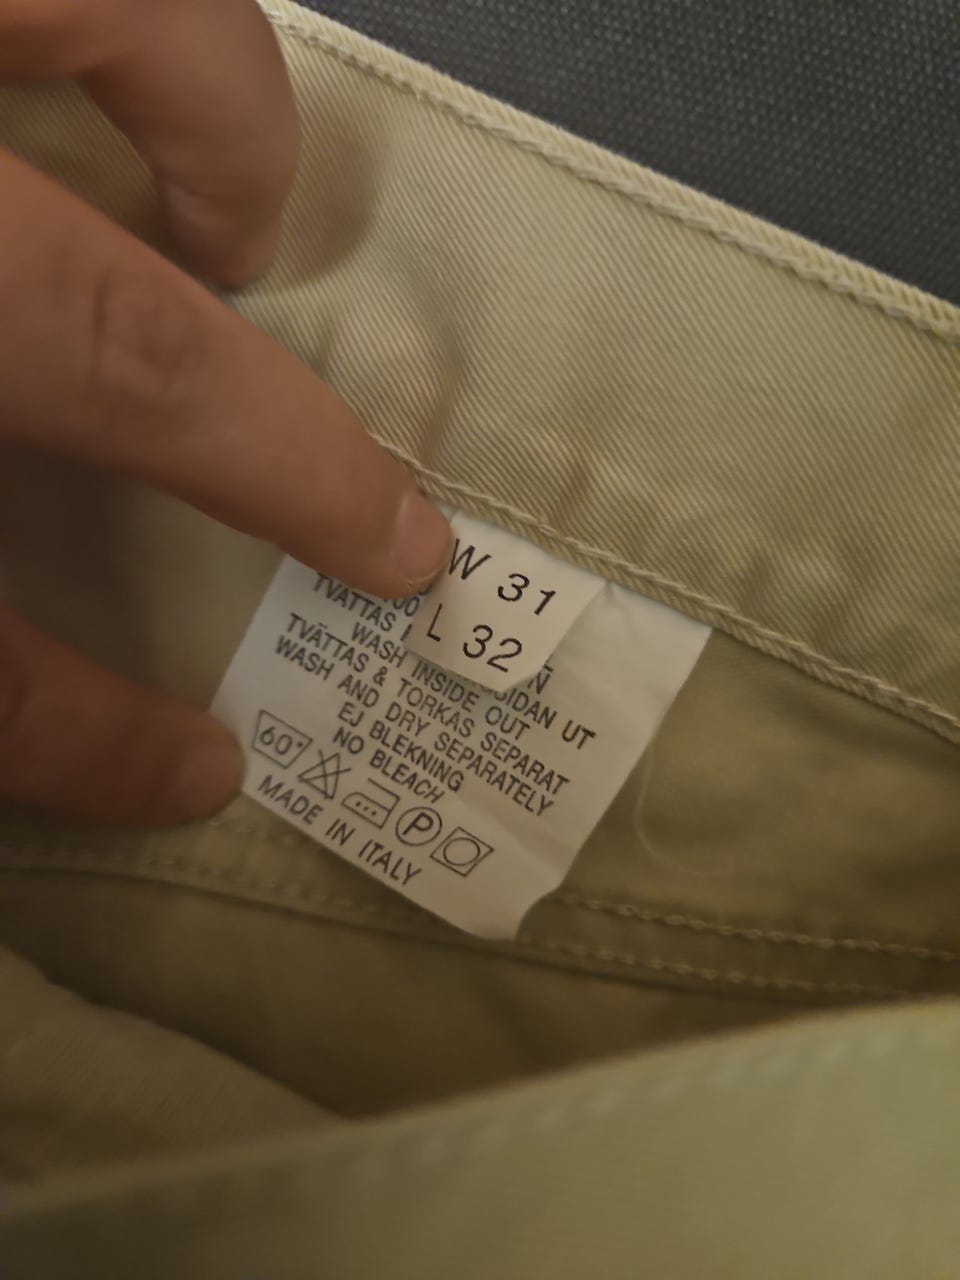 W 31
L 32
TVÄTTAS
WASH INSIDE OUT
TVÄTTAS & TORKAS SEPARAT
WASH AND DRY SEPARATELY
EJ BLEKNING
NO BLEACH
60°
P
MADE IN ITALY
UT